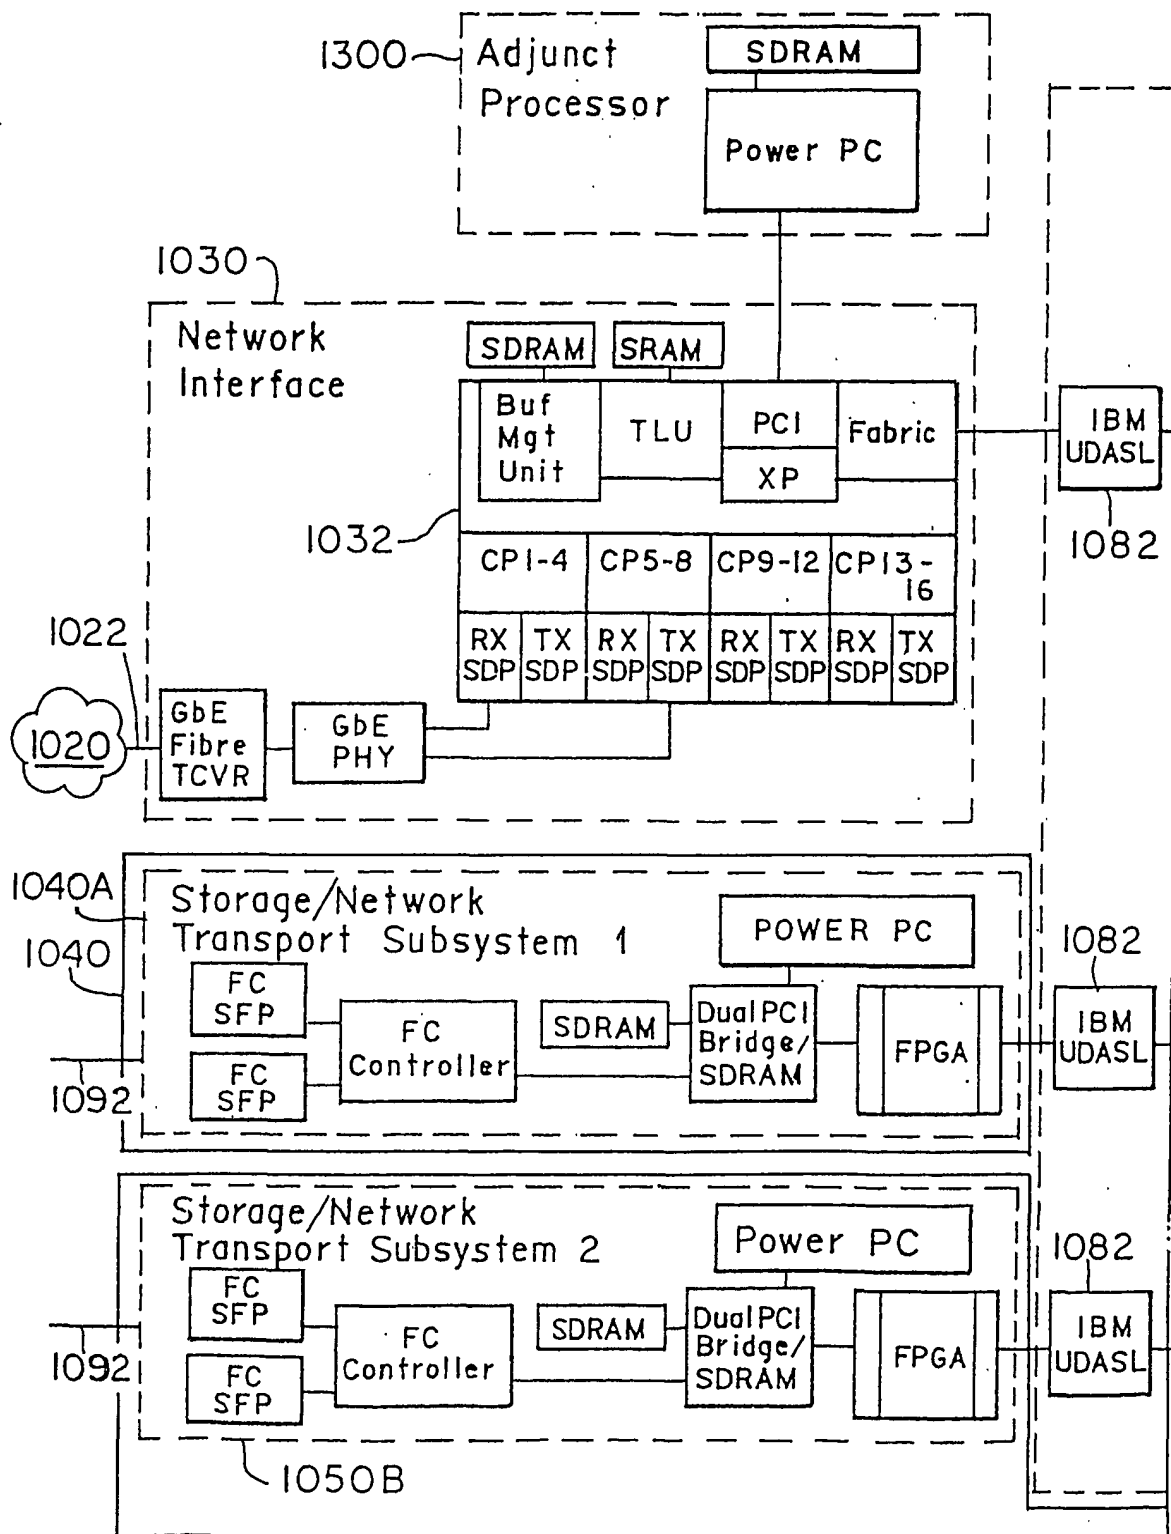 1300
Adjunct
Processor
SDRAM
Power PC
1030
Network
Interface
SDRAM
SRAM
Buf
Mgt
Unit
TLU
PCI
XP
Fabric
IBM
UDASL
1082
1032
CP1-4
CP5-8
CP9-12
CP13-
16
RX
SDP
TX
SDP
RX
SDP
TX
SDP
RX
SDP
TX
SDP
RX
SDP
TX
SDP
1022
1020
GbE
Fibre
TCVR
GbE
PHY
1040A
1040
Storage/Network
Transport Subsystem 1
POWER PC
FC
SFP
FC
SFP
FC
Controller
SDRAM
Dual PCI
Bridge/
SDRAM
FPGA
1082
IBM
UDASL
1092
Storage/Network
Transport Subsystem 2
Power PC
FC
SFP
FC
SFP
FC
Controller
SDRAM
Dual PCI
Bridge/
SDRAM
FPGA
1082
IBM
UDASL
1092
1050B